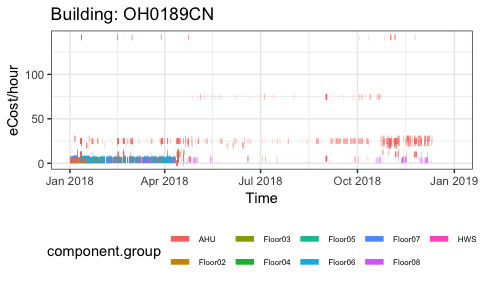 Building: OH0189CN
eCost/hour
100
50
0
Jan 2018 Apr 2018 Jul 2018 Oct 2018 Jan 2019
Time
component.group
AHU Floor03 Floor05 Floor07 HWS
Floor02 Floor04 Floor06 Floor08